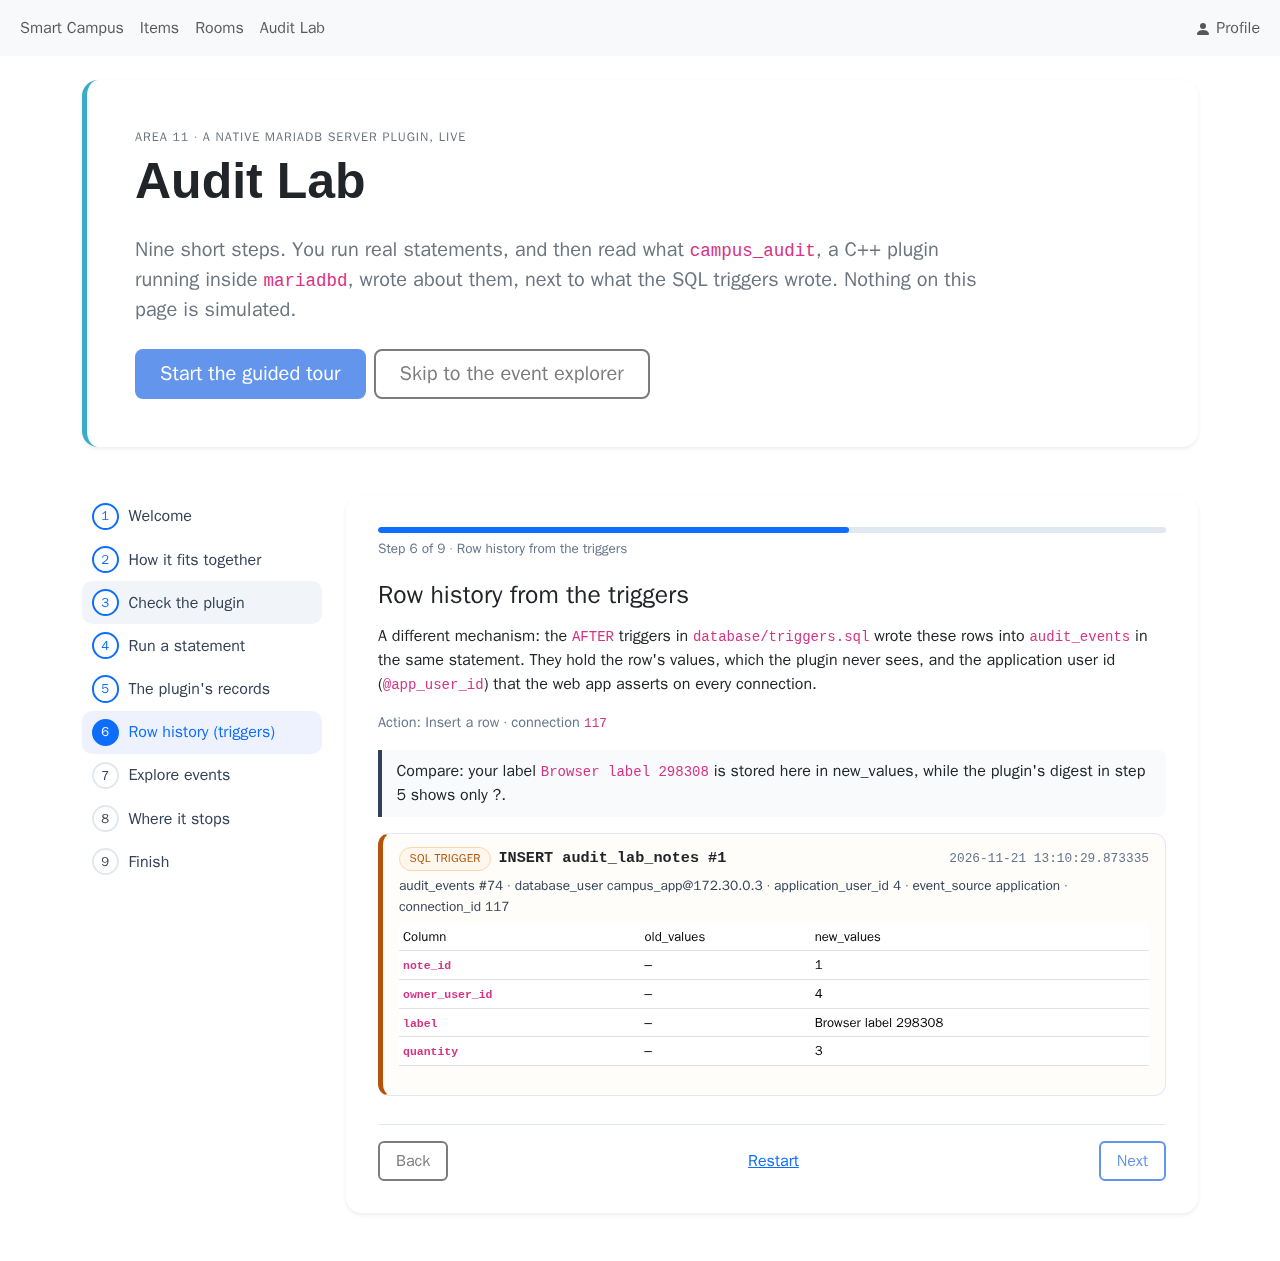 Smart Campus Items Rooms Audit Lab Profile
AREA 11 · A NATIVE MARIADB SERVER PLUGIN, LIVE
Audit Lab
Nine short steps. You run real statements, and then read what campus_audit, a C++ plugin
running inside mariadbd, wrote about them, next to what the SQL triggers wrote. Nothing on this
page is simulated.
Start the guided tour Skip to the event explorer
1 Welcome
2 How it fits together
3 Check the plugin
4 Run a statement
5 The plugin's records
6 Row history (triggers)
7 Explore events
8 Where it stops
9 Finish
Step 6 of 9 · Row history from the triggers
Row history from the triggers
A different mechanism: the AFTER triggers in database/triggers.sql wrote these rows into audit_events in
the same statement. They hold the row's values, which the plugin never sees, and the application user id
(@app_user_id) that the web app asserts on every connection.
Action: Insert a row · connection 117
Compare: your label Browser label 298308 is stored here in new_values, while the plugin's digest in step
5 shows only ?.
SQL TRIGGER INSERT audit_lab_notes #1 2026-11-21 13:10:29.873335
audit_events #74 · database_user campus_app@172.30.0.3 · application_user_id 4 · event_source application ·
connection_id 117
Column old_values new_values
note_id — 1
owner_user_id — 4
label — Browser label 298308
quantity — 3
Back Restart Next